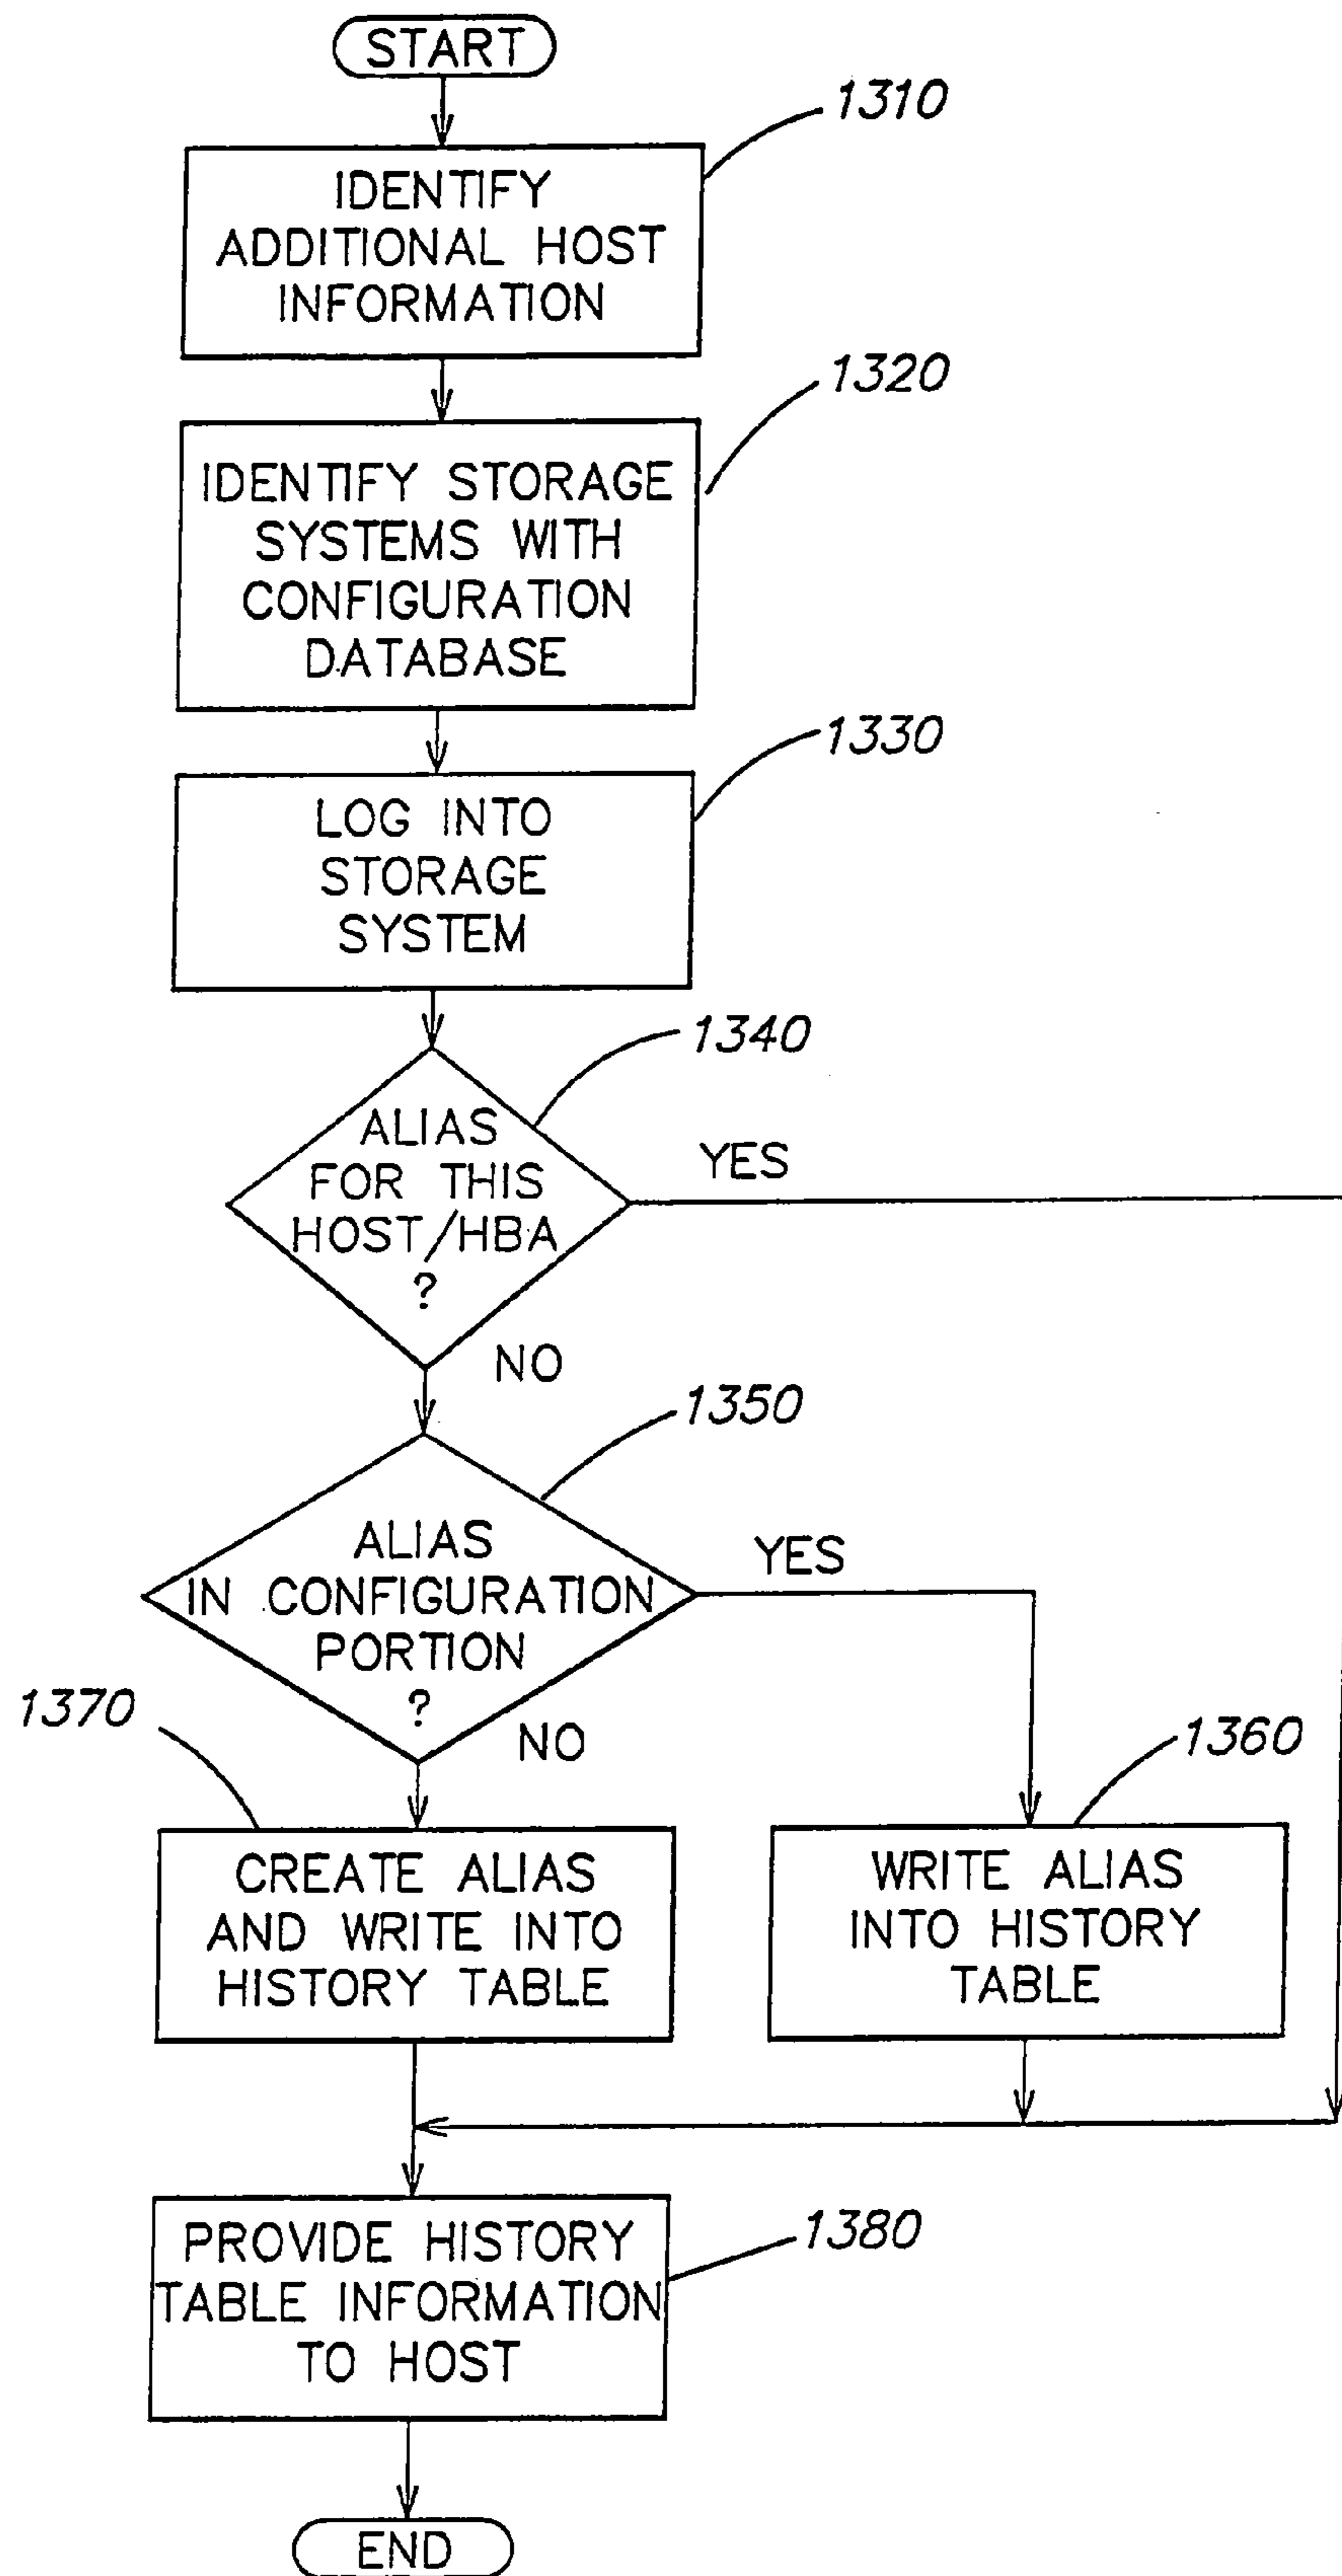 START
1310
IDENTIFY
ADDITIONAL HOST
INFORMATION
1320
IDENTIFY STORAGE
SYSTEMS WITH
CONFIGURATION
DATABASE
1330
LOG INTO
STORAGE
SYSTEM
1340
ALIAS
FOR THIS
HOST/HBA
?
YES
NO
1350
ALIAS
IN CONFIGURATION
PORTION
?
YES
NO
1370
1360
CREATE ALIAS
AND WRITE INTO
HISTORY TABLE
WRITE ALIAS
INTO HISTORY
TABLE
1380
PROVIDE HISTORY
TABLE INFORMATION
TO HOST
END